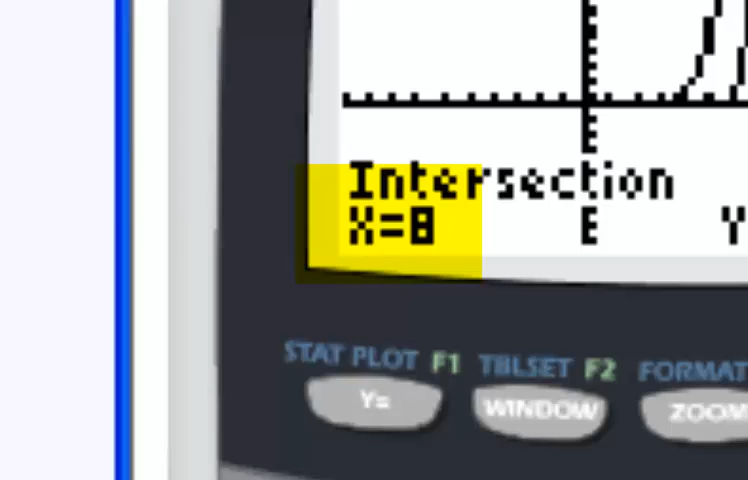 Intersection
X=8 Y
STAT PLOT F1 TBLSET F2 FORMAT
Y= WINDOW ZOOM